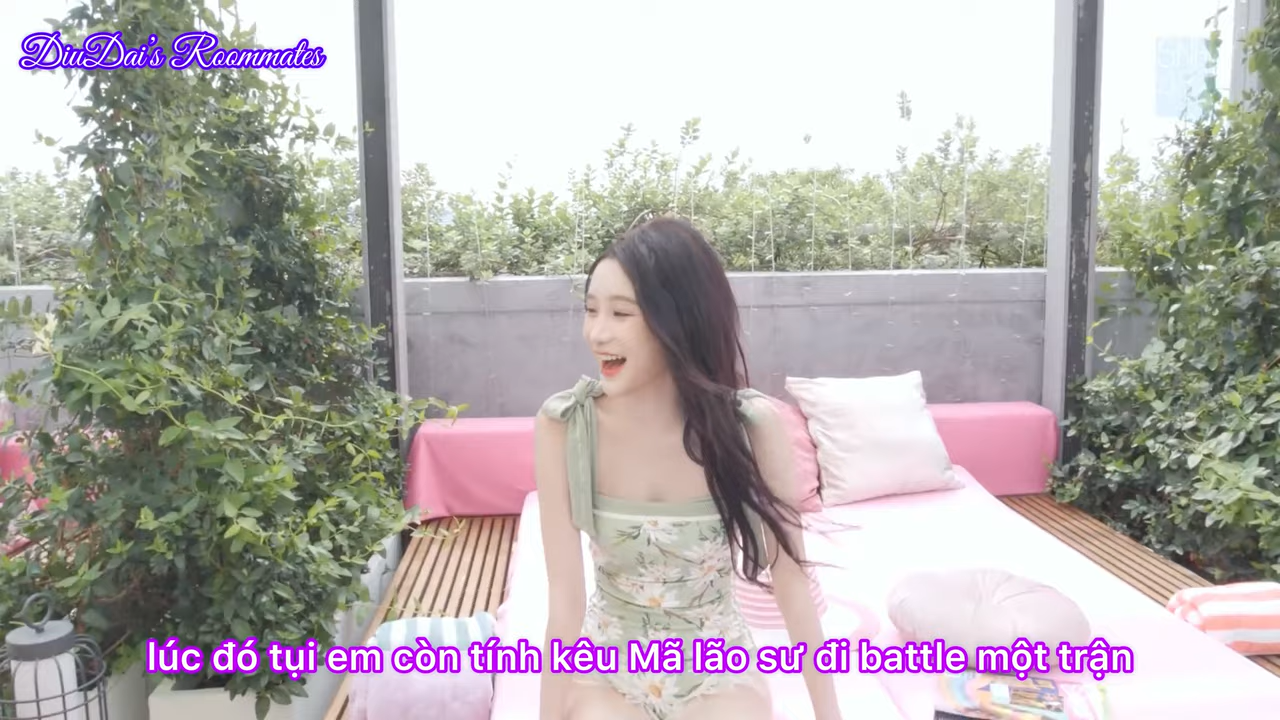 DiuDai's Roommates
lúc đó tụi em còn tính kêu Mã lão sư đi battle một trận